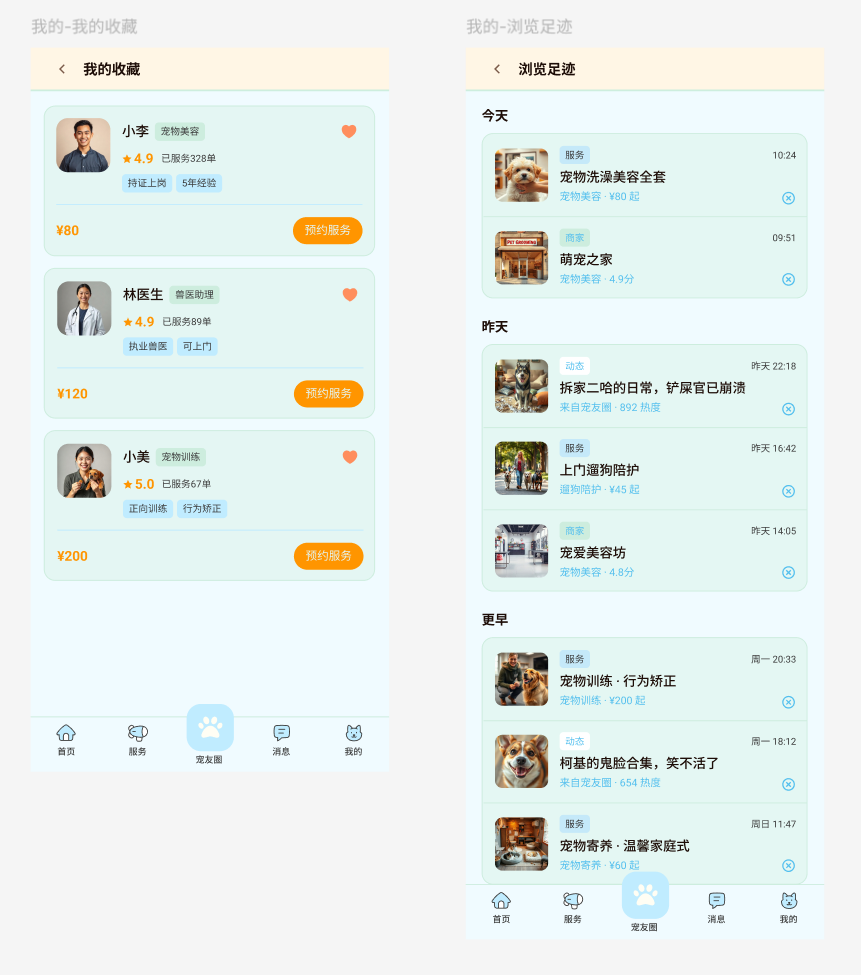 我的-我的收藏
我的收藏
小李 宠物美容
4.9 已服务328单
持证上岗 5年经验
¥80 预约服务
林医生 兽医助理
4.9 已服务89单
执业兽医 可上门
¥120 预约服务
小美 宠物训练
5.0 已服务67单
正向训练 行为矫正
¥200 预约服务
首页 服务 宠友圈 消息 我的
我的-浏览足迹
浏览足迹
今天
服务 10:24
宠物洗澡美容全套
宠物美容 · ¥80 起
PET GROOMING
商家 09:51
萌宠之家
宠物美容 · 4.9分
昨天
动态 昨天 22:18
拆家二哈的日常，铲屎官已崩溃
来自宠友圈 · 892 热度
服务 昨天 16:42
上门遛狗陪护
遛狗陪护 · ¥45 起
商家 昨天 14:05
宠爱美容坊
宠物美容 · 4.8分
更早
服务 周一 20:33
宠物训练 · 行为矫正
宠物训练 · ¥200 起
动态 周一 18:12
柯基的鬼脸合集，笑不活了
来自宠友圈 · 654 热度
服务 周日 11:47
宠物寄养 · 温馨家庭式
宠物寄养 · ¥60 起
首页 服务 宠友圈 消息 我的